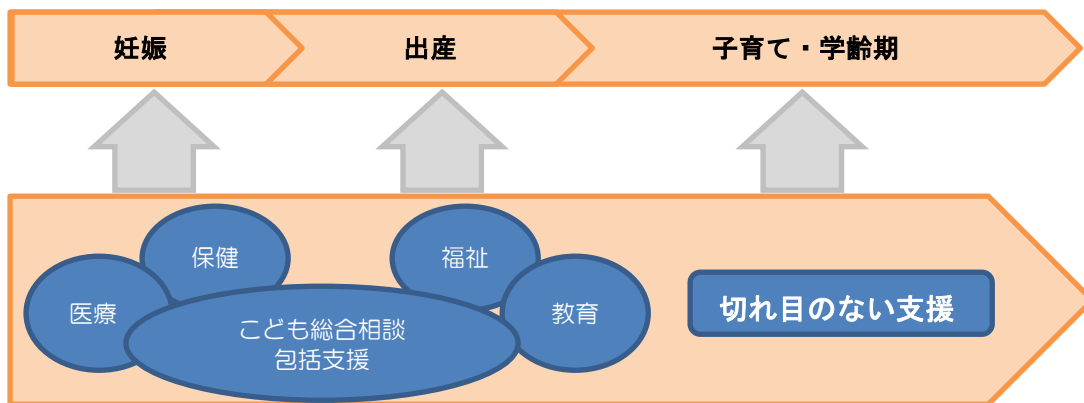 妊娠
出産
子育て・学齢期
保健
福祉
医療
教育
こども総合相談
包括支援
切れ目のない支援